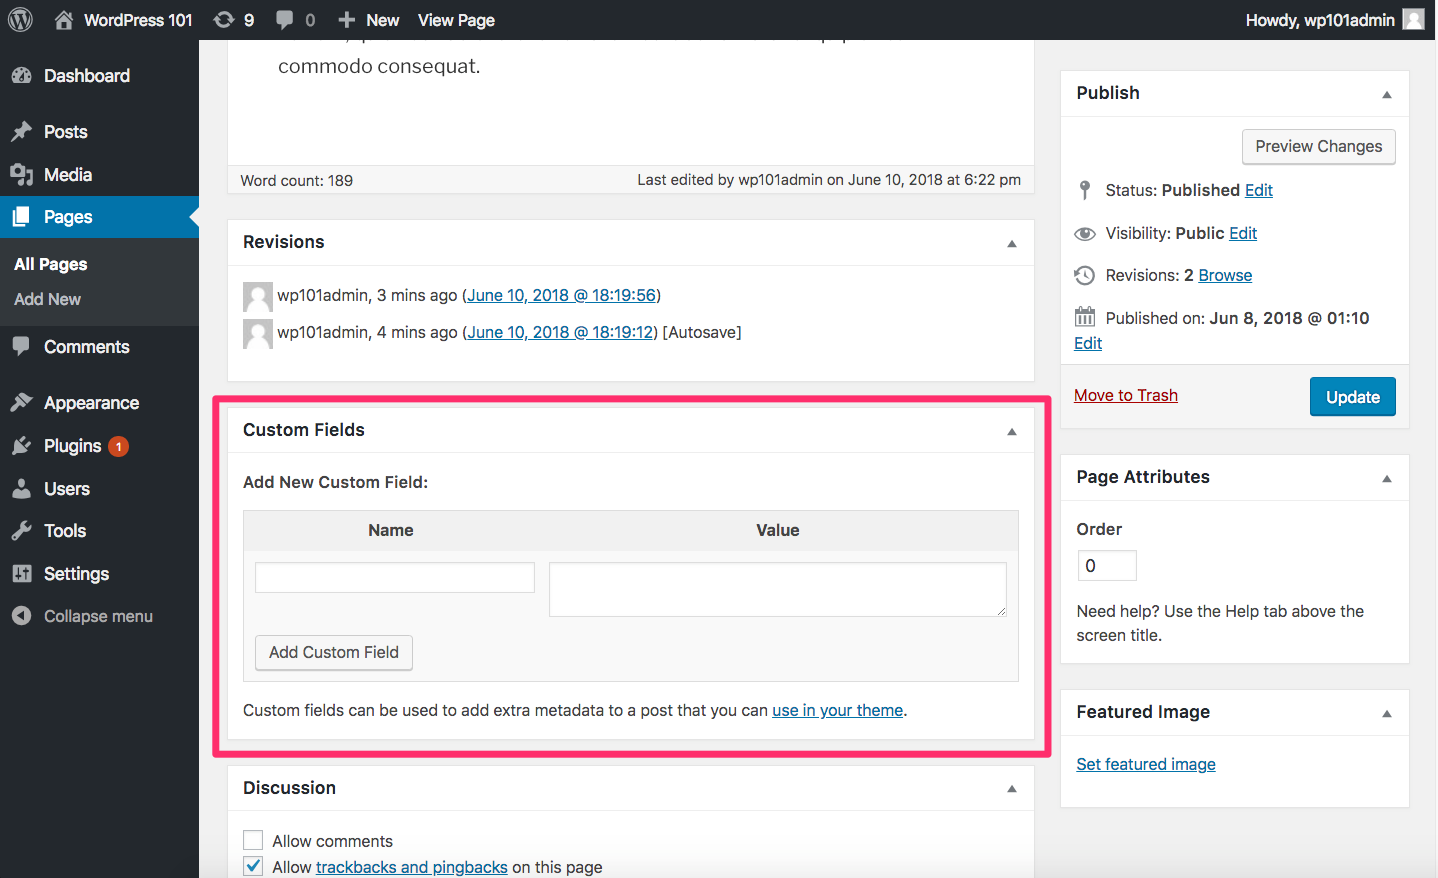 WordPress 101 9 0 New View Page Howdy, wp101admin
Dashboard
Posts
Media
Pages
All Pages
Add New
Comments
Appearance
Plugins 1
Users
Tools
Settings
Collapse menu
commodo consequat.
Word count: 189 Last edited by wp101admin on June 10, 2018 at 6:22 pm
Revisions
wp101admin, 3 mins ago (June 10, 2018 @ 18:19:56)
wp101admin, 4 mins ago (June 10, 2018 @ 18:19:12) [Autosave]
Custom Fields
Add New Custom Field:
Name Value
Add Custom Field
Custom fields can be used to add extra metadata to a post that you can use in your theme.
Discussion
Allow comments
Allow trackbacks and pingbacks on this page
Publish
Preview Changes
Status: Published Edit
Visibility: Public Edit
Revisions: 2 Browse
Published on: Jun 8, 2018 @ 01:10
Edit
Move to Trash Update
Page Attributes
Order
0
Need help? Use the Help tab above the
screen title.
Featured Image
Set featured image